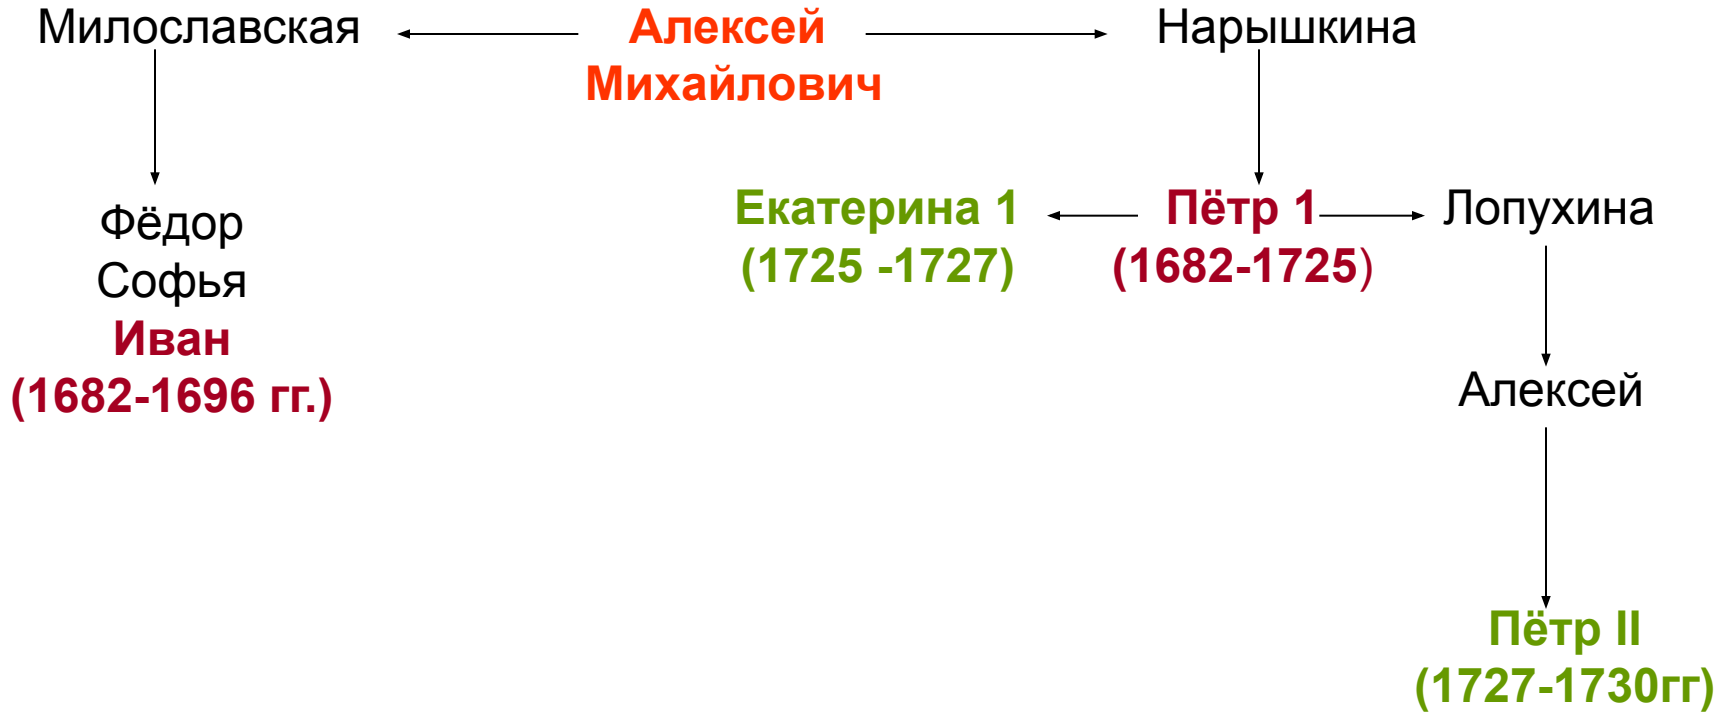 Милославская
Алексей
Михайлович
Нарышкина
Фёдор
Софья
Иван
(1682-1696 гг.)
Екатерина 1
(1725 -1727)
Пётр 1
(1682-1725)
Лопухина
Алексей
Пётр II
(1727-1730гг)